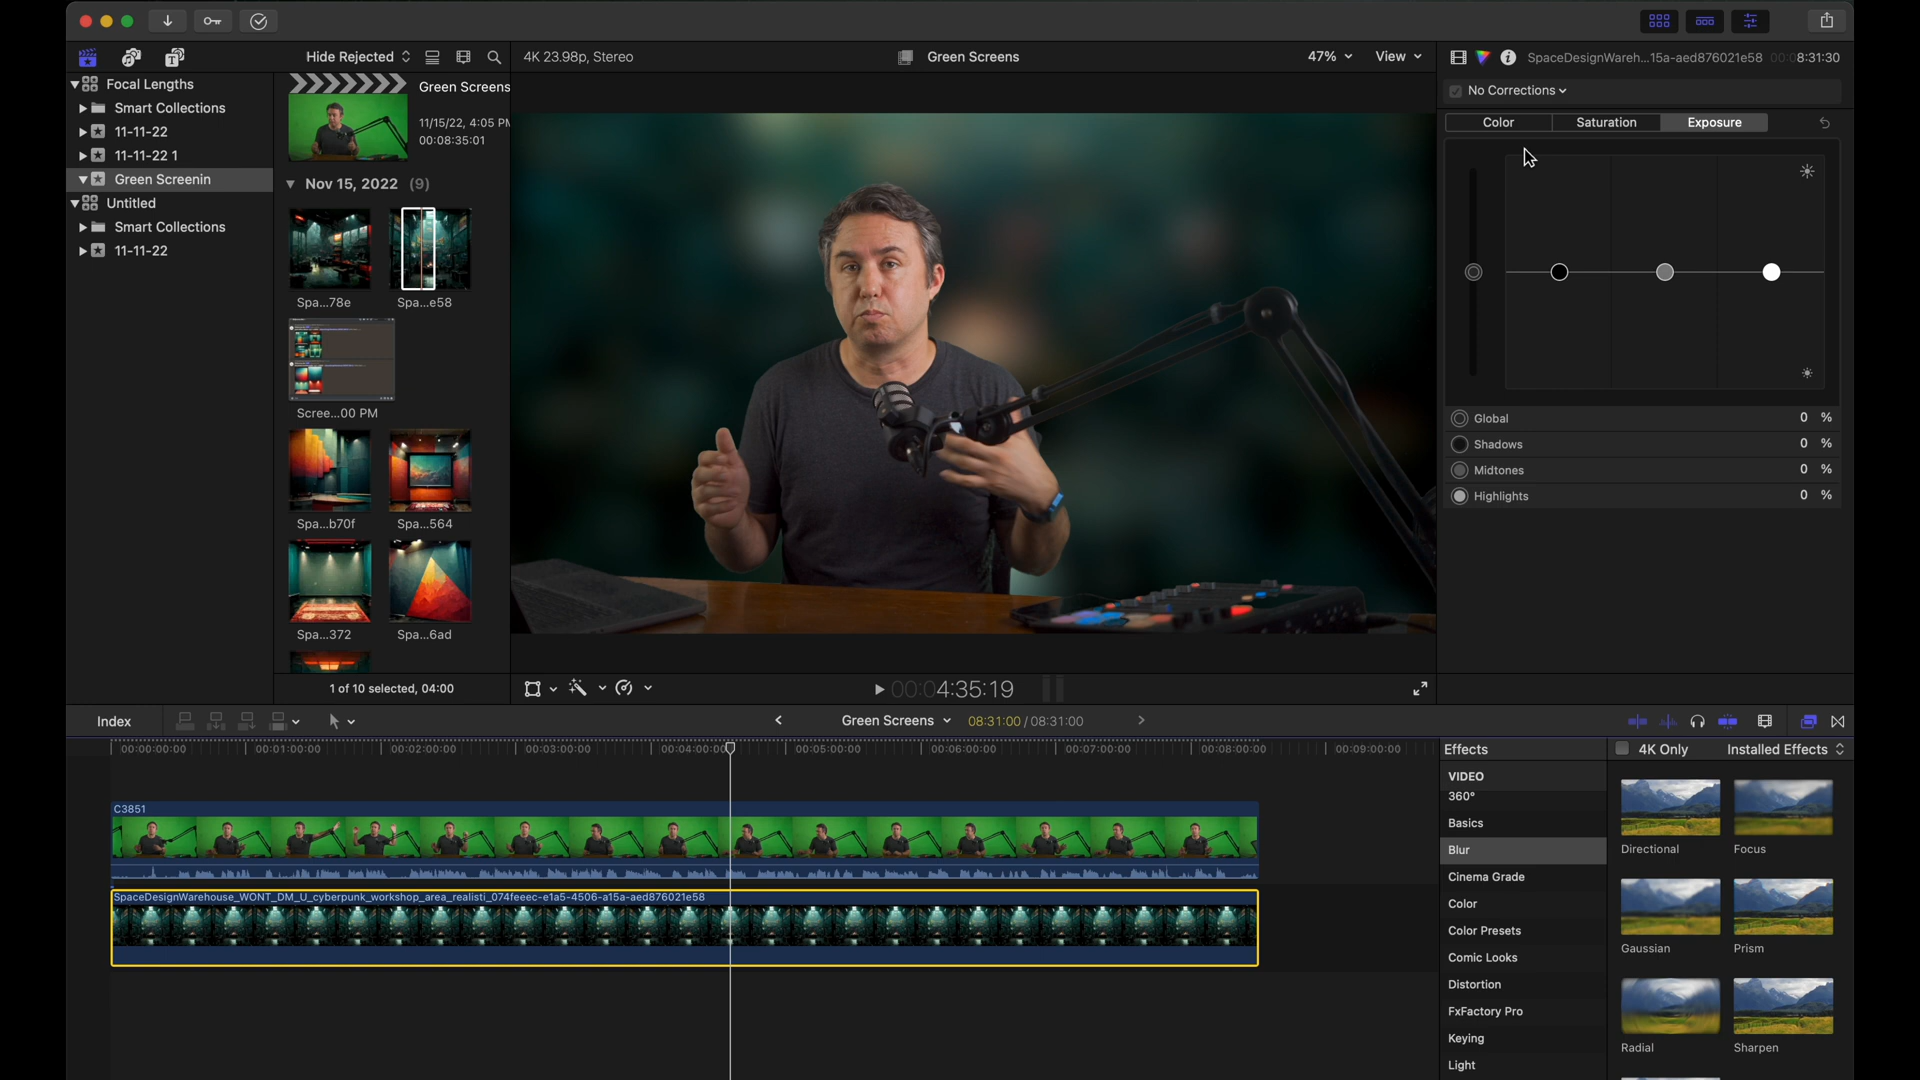 Hide Rejected
4K 23.98p, Stereo
Green Screens
47%
View
SpaceDesignWareh...15a-aed876021e58
00:08:31:30
Focal Lengths
Smart Collections
11-11-22
11-11-22 1
Green Screenin
Untitled
Smart Collections
11-11-22
Green Screens
11/15/22, 4:05 PM
00:08:35:01
Nov 15, 2022 (9)
Spa...78e
Spa...e58
Scree...00 PM
Spa...b70f
Spa...564
Spa...372
Spa...6ad
1 of 10 selected, 04:00
00:04:35:19
No Corrections
Color
Saturation
Exposure
Global 0 %
Shadows 0 %
Midtones 0 %
Highlights 0 %
Index
Green Screens
08:31:00 / 08:31:00
00:00:00:00
00:01:00:00
00:02:00:00
00:03:00:00
00:04:00:00
00:05:00:00
00:06:00:00
00:07:00:00
00:08:00:00
00:09:00:00
C3851
SpaceDesignWarehouse_WONT_DM_U_cyberpunk_workshop_area_realisti_074feeec-e1a5-4506-a15a-aed876021e58
Effects
4K Only
Installed Effects
VIDEO
360°
Basics
Blur
Cinema Grade
Color
Color Presets
Comic Looks
Distortion
FxFactory Pro
Keying
Light
Directional
Focus
Gaussian
Prism
Radial
Sharpen